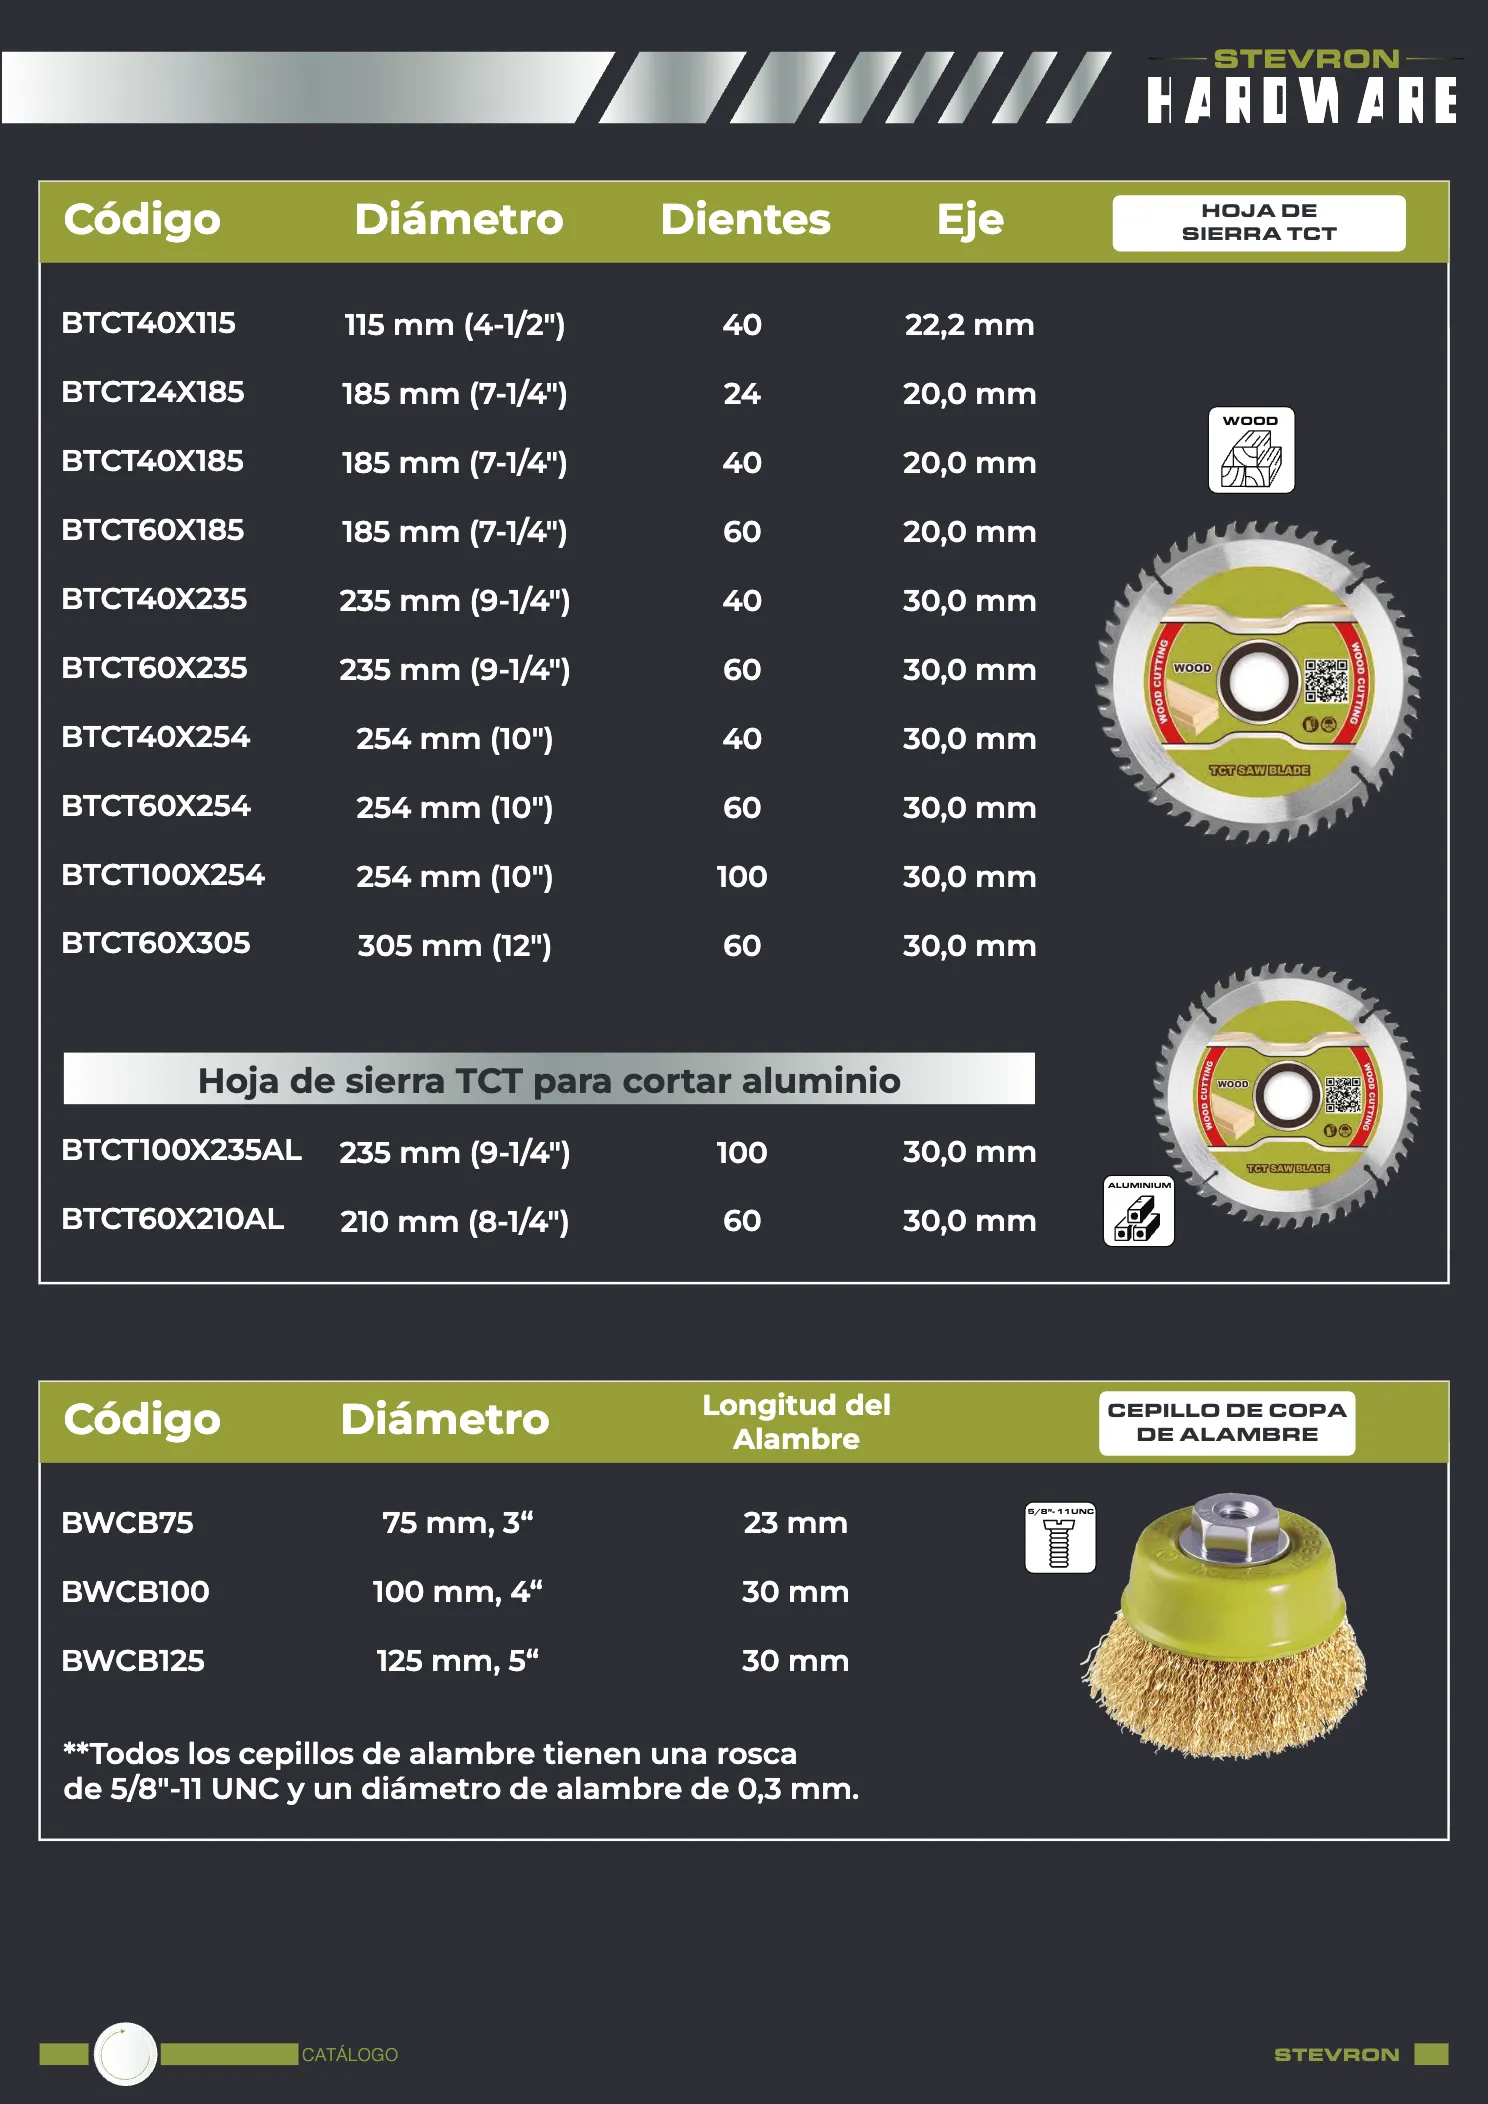 STEVRON
HARDWARE
Código Diámetro Dientes Eje
HOJA DE
SIERRA TCT
BTCT40X115 115 mm (4-1/2") 40 22,2 mm
BTCT24X185 185 mm (7-1/4") 24 20,0 mm
BTCT40X185 185 mm (7-1/4") 40 20,0 mm
BTCT60X185 185 mm (7-1/4") 60 20,0 mm
BTCT40X235 235 mm (9-1/4") 40 30,0 mm
BTCT60X235 235 mm (9-1/4") 60 30,0 mm
BTCT40X254 254 mm (10") 40 30,0 mm
BTCT60X254 254 mm (10") 60 30,0 mm
BTCT100X254 254 mm (10") 100 30,0 mm
BTCT60X305 305 mm (12") 60 30,0 mm
WOOD
WOOD CUTTING
WOOD
WOOD CUTTING
TCT SAW BLADE
Hoja de sierra TCT para cortar aluminio
BTCT100X235AL 235 mm (9-1/4") 100 30,0 mm
BTCT60X210AL 210 mm (8-1/4") 60 30,0 mm
WOOD CUTTING
WOOD
WOOD CUTTING
TCT SAW BLADE
ALUMINIUM
Código Diámetro Longitud del
Alambre
CEPILLO DE COPA
DE ALAMBRE
BWCB75 75 mm, 3“ 23 mm
BWCB100 100 mm, 4“ 30 mm
BWCB125 125 mm, 5“ 30 mm
5/8"-11UNC
**Todos los cepillos de alambre tienen una rosca
de 5/8"-11 UNC y un diámetro de alambre de 0,3 mm.
CATÁLOGO
STEVRON